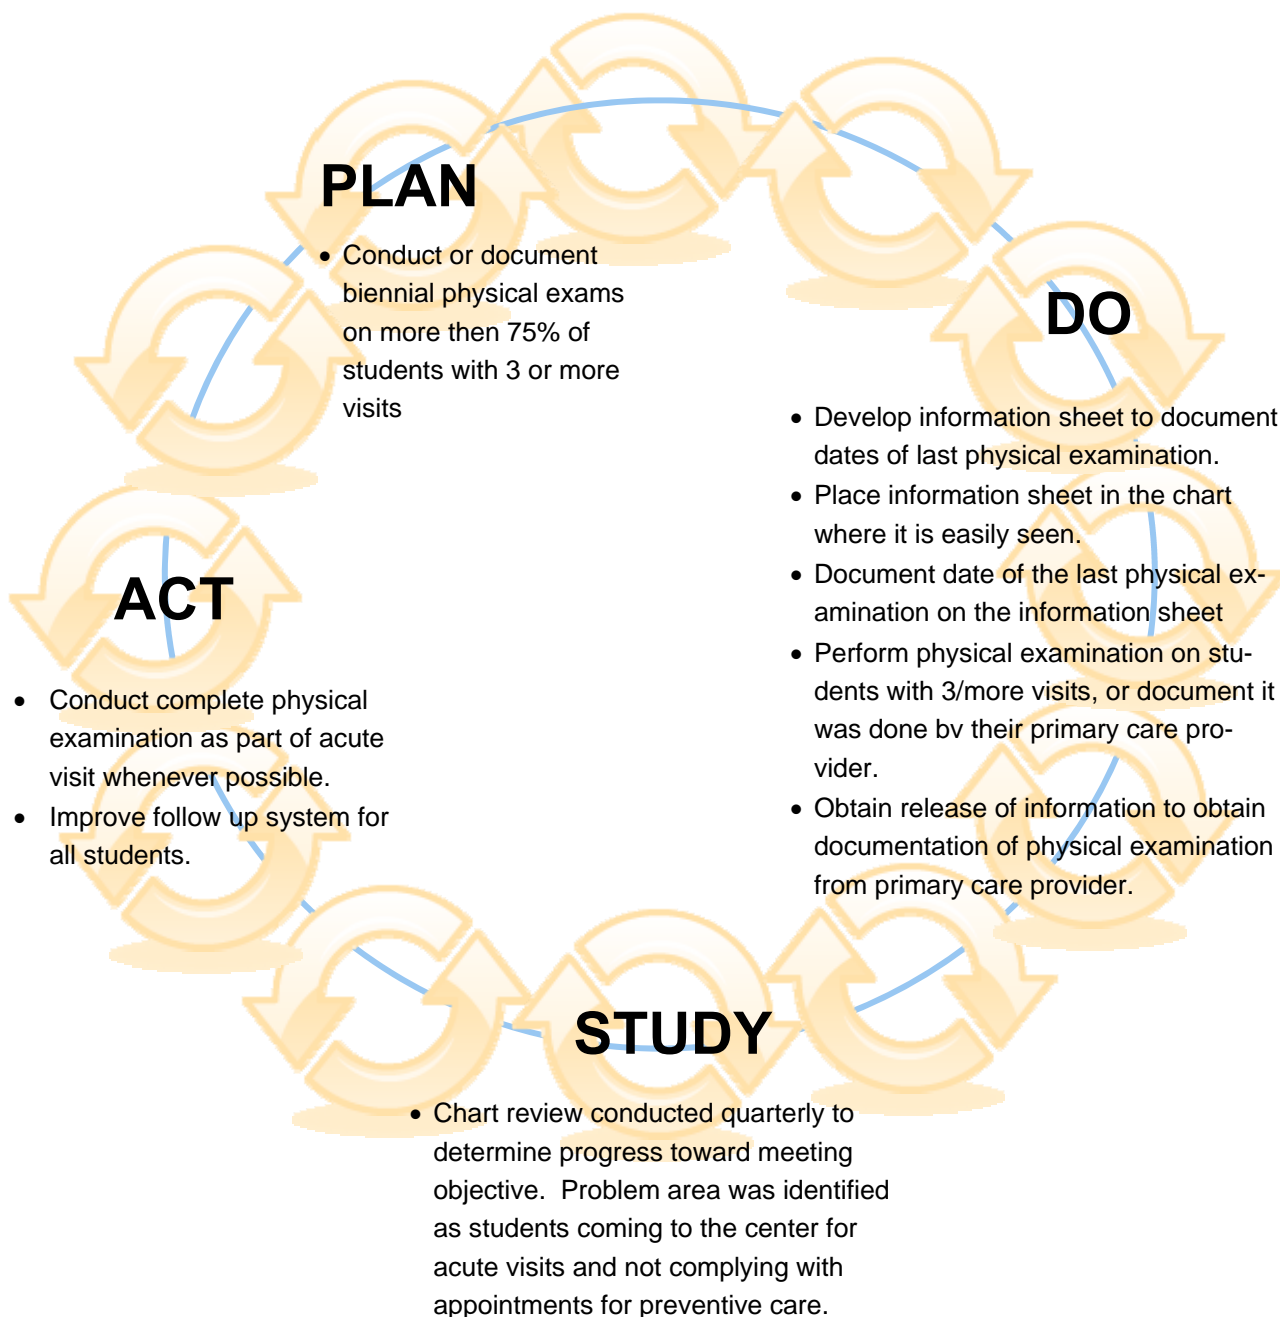 PLAN
• Conduct or document
biennial physical exams
on more then 75% of
students with 3 or more
visits
DO
• Develop information sheet to document
dates of last physical examination.
• Place information sheet in the chart
where it is easily seen.
• Document date of the last physical ex-
amination on the information sheet
• Perform physical examination on stu-
dents with 3/more visits, or document it
was done by their primary care pro-
vider.
• Obtain release of information to obtain
documentation of physical examination
from primary care provider.
STUDY
• Chart review conducted quarterly to
determine progress toward meeting
objective.  Problem area was identified
as students coming to the center for
acute visits and not complying with
appointments for preventive care.
ACT
• Conduct complete physical
examination as part of acute
visit whenever possible.
• Improve follow up system for
all students.